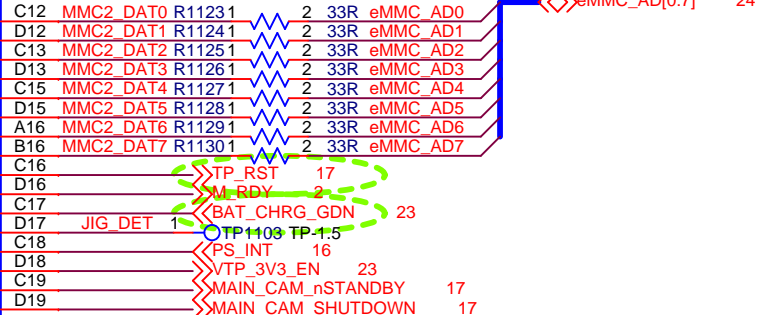 eMMC_AD[0:7] 24
C12 MMC2_DAT0 R1123 1 2 33R eMMC_AD0
D12 MMC2_DAT1 R1124 1 2 33R eMMC_AD1
C13 MMC2_DAT2 R1125 1 2 33R eMMC_AD2
D13 MMC2_DAT3 R1126 1 2 33R eMMC_AD3
C15 MMC2_DAT4 R1127 1 2 33R eMMC_AD4
D15 MMC2_DAT5 R1128 1 2 33R eMMC_AD5
A16 MMC2_DAT6 R1129 1 2 33R eMMC_AD6
B16 MMC2_DAT7 R1130 1 2 33R eMMC_AD7
C16 TP_RST 17
D16 M_RDY 2
C17 BAT_CHRG_GDN 23
D17 JIG_DET 1 TP1103 TP-1.5
C18 PS_INT 16
D18 VTP_3V3_EN 23
C19 MAIN_CAM_nSTANDBY 17
D19 MAIN_CAM_SHUTDOWN 17